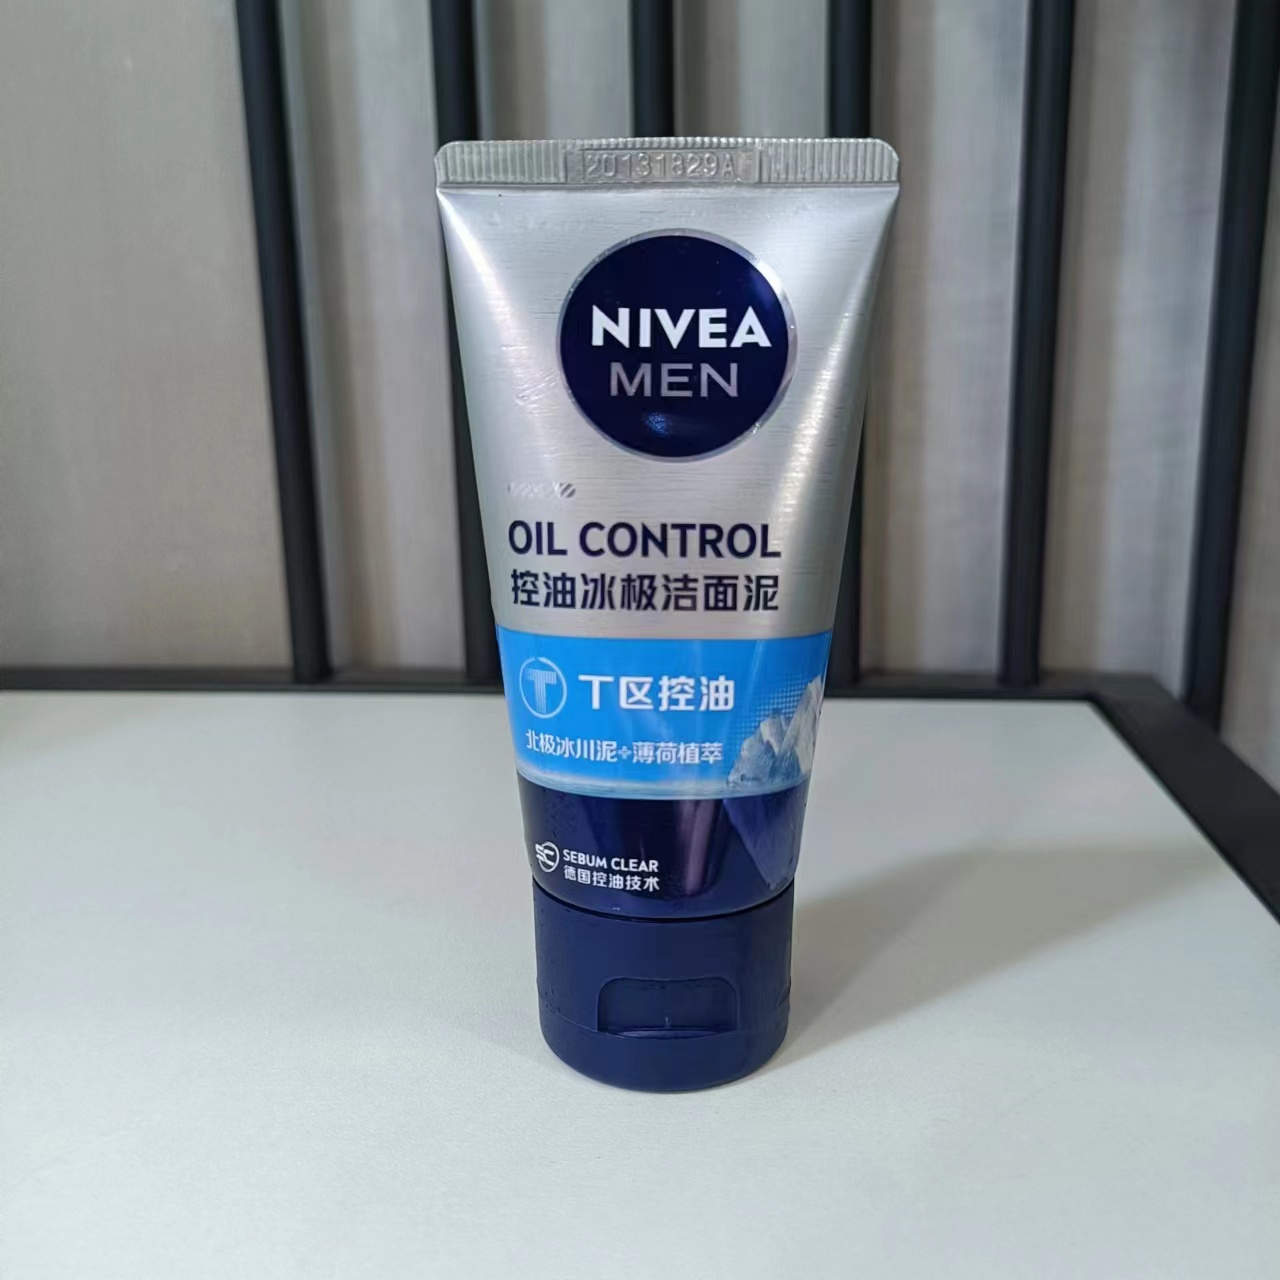 20131829A
NIVEA
MEN
OIL CONTROL
控油冰极洁面泥
T区控油
北极冰川泥+薄荷植萃
SEBUM CLEAR
德国控油技术